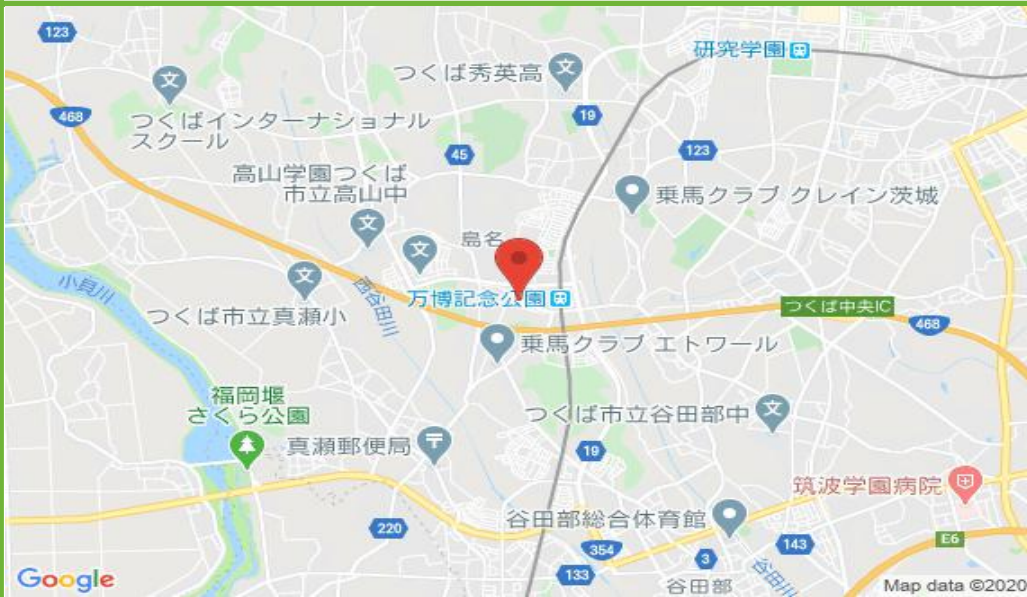 123
研究学園
つくば秀英高
468
19
つくばインターナショナル
スクール
45
123
高山学園つくば
市立高山中
乗馬クラブ クレイン茨城
島名
小貝川
西谷田川
万博記念公園
つくば中央IC
つくば市立真瀬小
468
乗馬クラブ エトワール
福岡堰
さくら公園
つくば市立谷田部中
真瀬郵便局
19
筑波学園病院
谷田部総合体育館
220
354
143
E6
3
133
谷田部
谷田川
Google
Map data ©2020